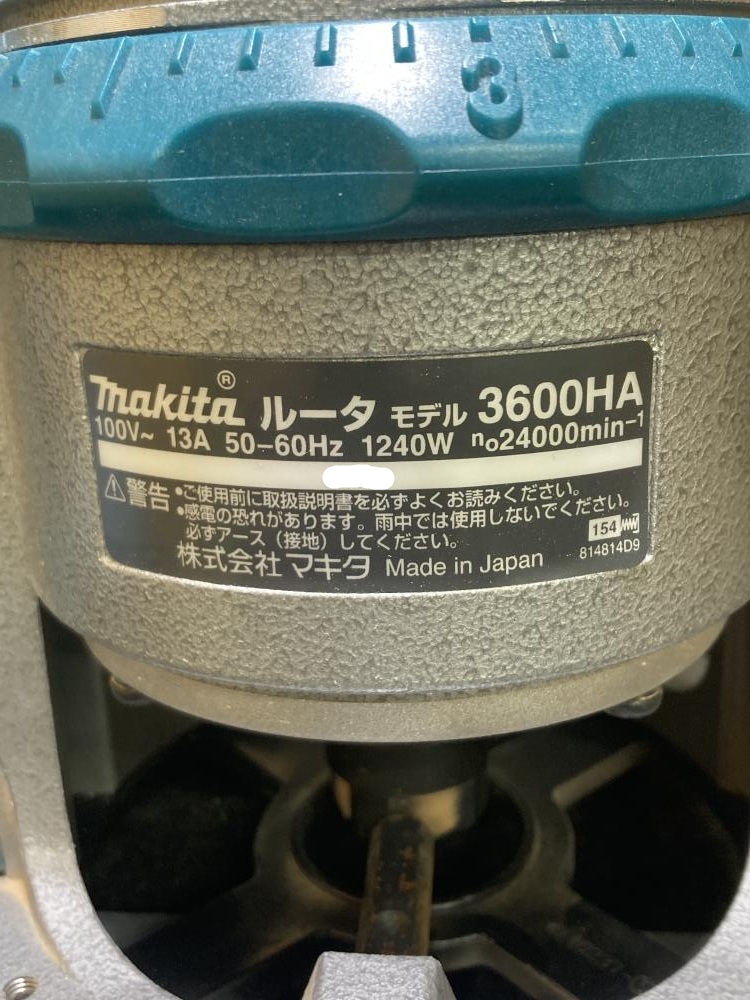 3
makita® ルータ モデル 3600HA
100V~ 13A 50-60Hz 1240W n₀24000min⁻¹
⚠警告 •ご使用前に取扱説明書を必ずよくお読みください。
•感電の恐れがあります。雨中では使用しないでください。
必ずアース（接地）してください。
154
株式会社 マキタ Made in Japan 814814D9